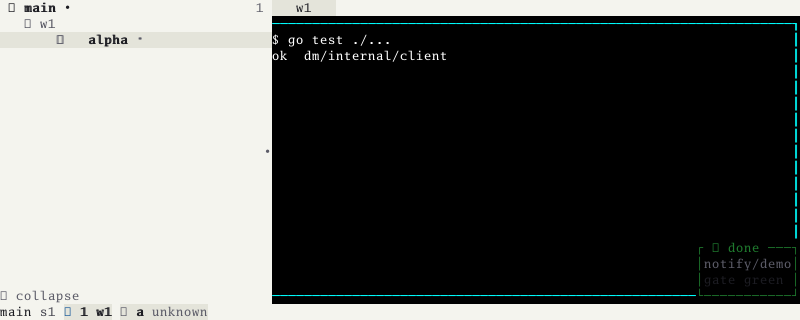 main • 1
w1
alpha *
w1
$ go test ./...
ok  dm/internal/client
done
notify/demo
gate green
collapse
main s1 1 w1 a unknown